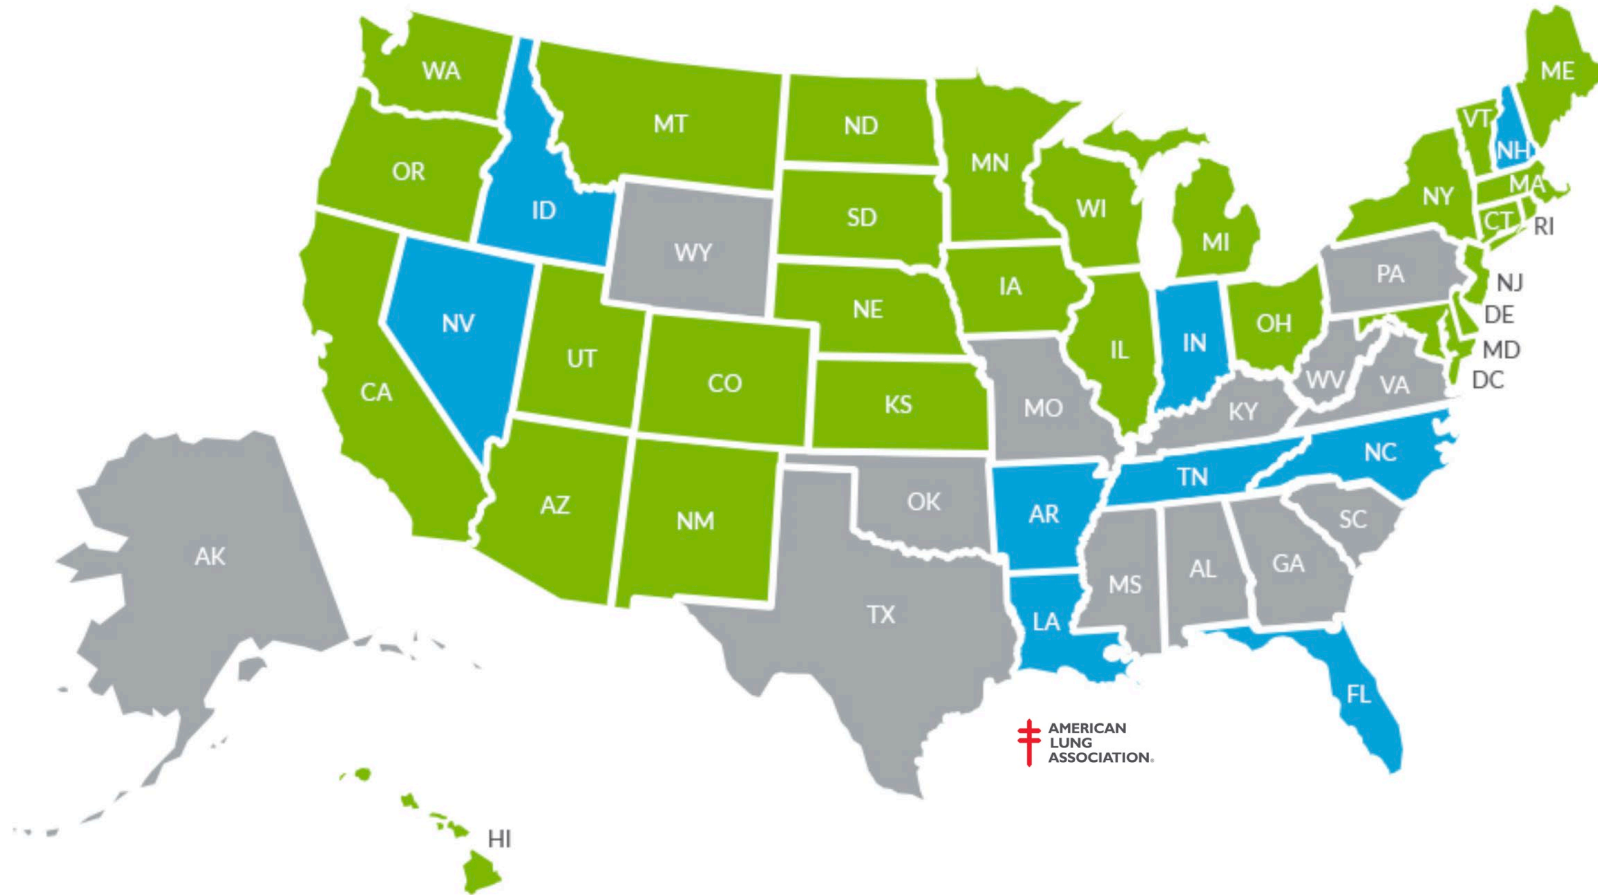 WA
MT
ND
MN
ME
VT
NH
OR
ID
SD
WI
MI
NY
MA
CT
RI
WY
PA
NJ
NV
NE
IA
OH
DE
UT
CO
IL
IN
MD
DC
CA
KS
MO
WV
VA
KY
NC
AZ
NM
OK
AR
TN
SC
AK
TX
MS
AL
GA
LA
FL
AMERICAN
LUNG
ASSOCIATION®
HI